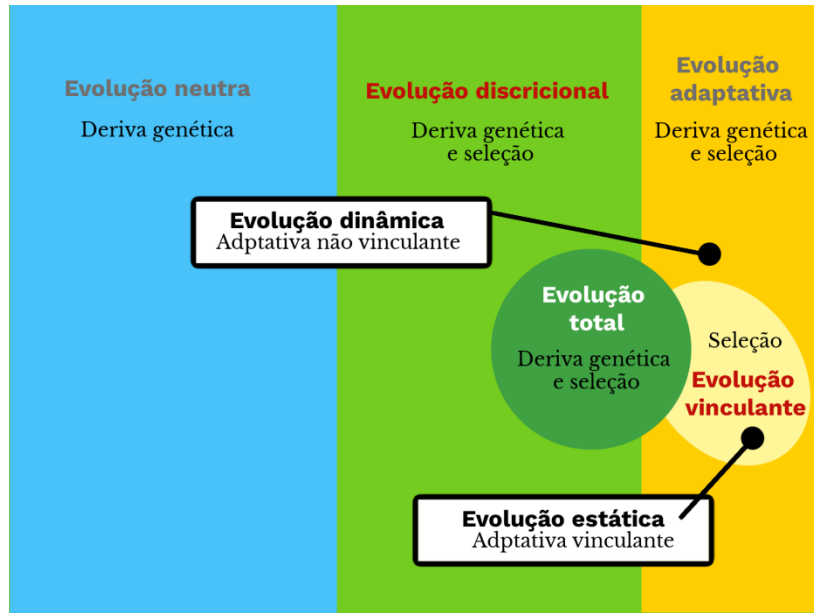 Evolução neutra
Deriva genética
Evolução discricional
Deriva genética
e seleção
Evolução
adaptativa
Deriva genética
e seleção
Evolução dinâmica
Adptativa não vinculante
Evolução
total
Deriva genética
e seleção
Seleção
Evolução
vinculante
Evolução estática
Adptativa vinculante